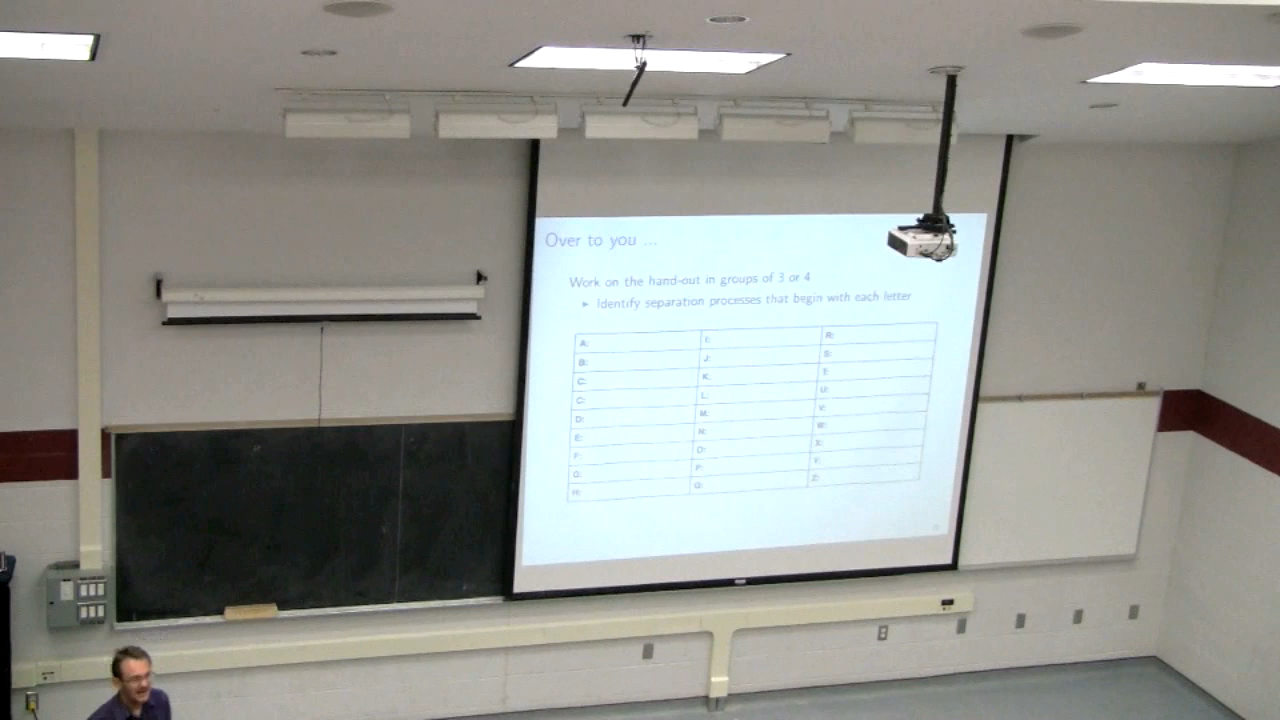 Over to you ...
Work on the hand-out in groups of 3 or 4
Identify separation processes that begin with each letter
A: I: R:
B: J: S:
C: K: T:
C: L: U:
D: M: V:
E: N: W:
F: O: X:
G: P: Y:
H: Q: Z: